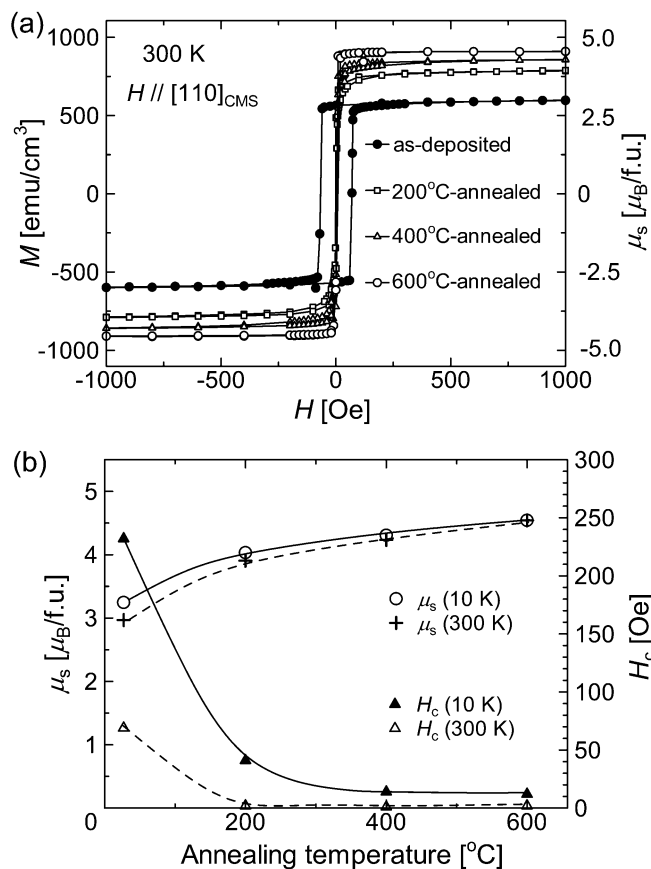 (a)
1000
500
0
-500
-1000
M [emu/cm³]
300 K
H // [110]CMS
as-deposited
200°C-annealed
400°C-annealed
600°C-annealed
5.0
2.5
0
-2.5
-5.0
μs [μB/f.u.]
-1000
-500
0
500
1000
H [Oe]
(b)
5
4
3
2
1
0
μs [μB/f.u.]
μs (10 K)
μs (300 K)
Hc (10 K)
Hc (300 K)
300
250
200
150
100
50
0
Hc [Oe]
200
400
600
Annealing temperature [°C]